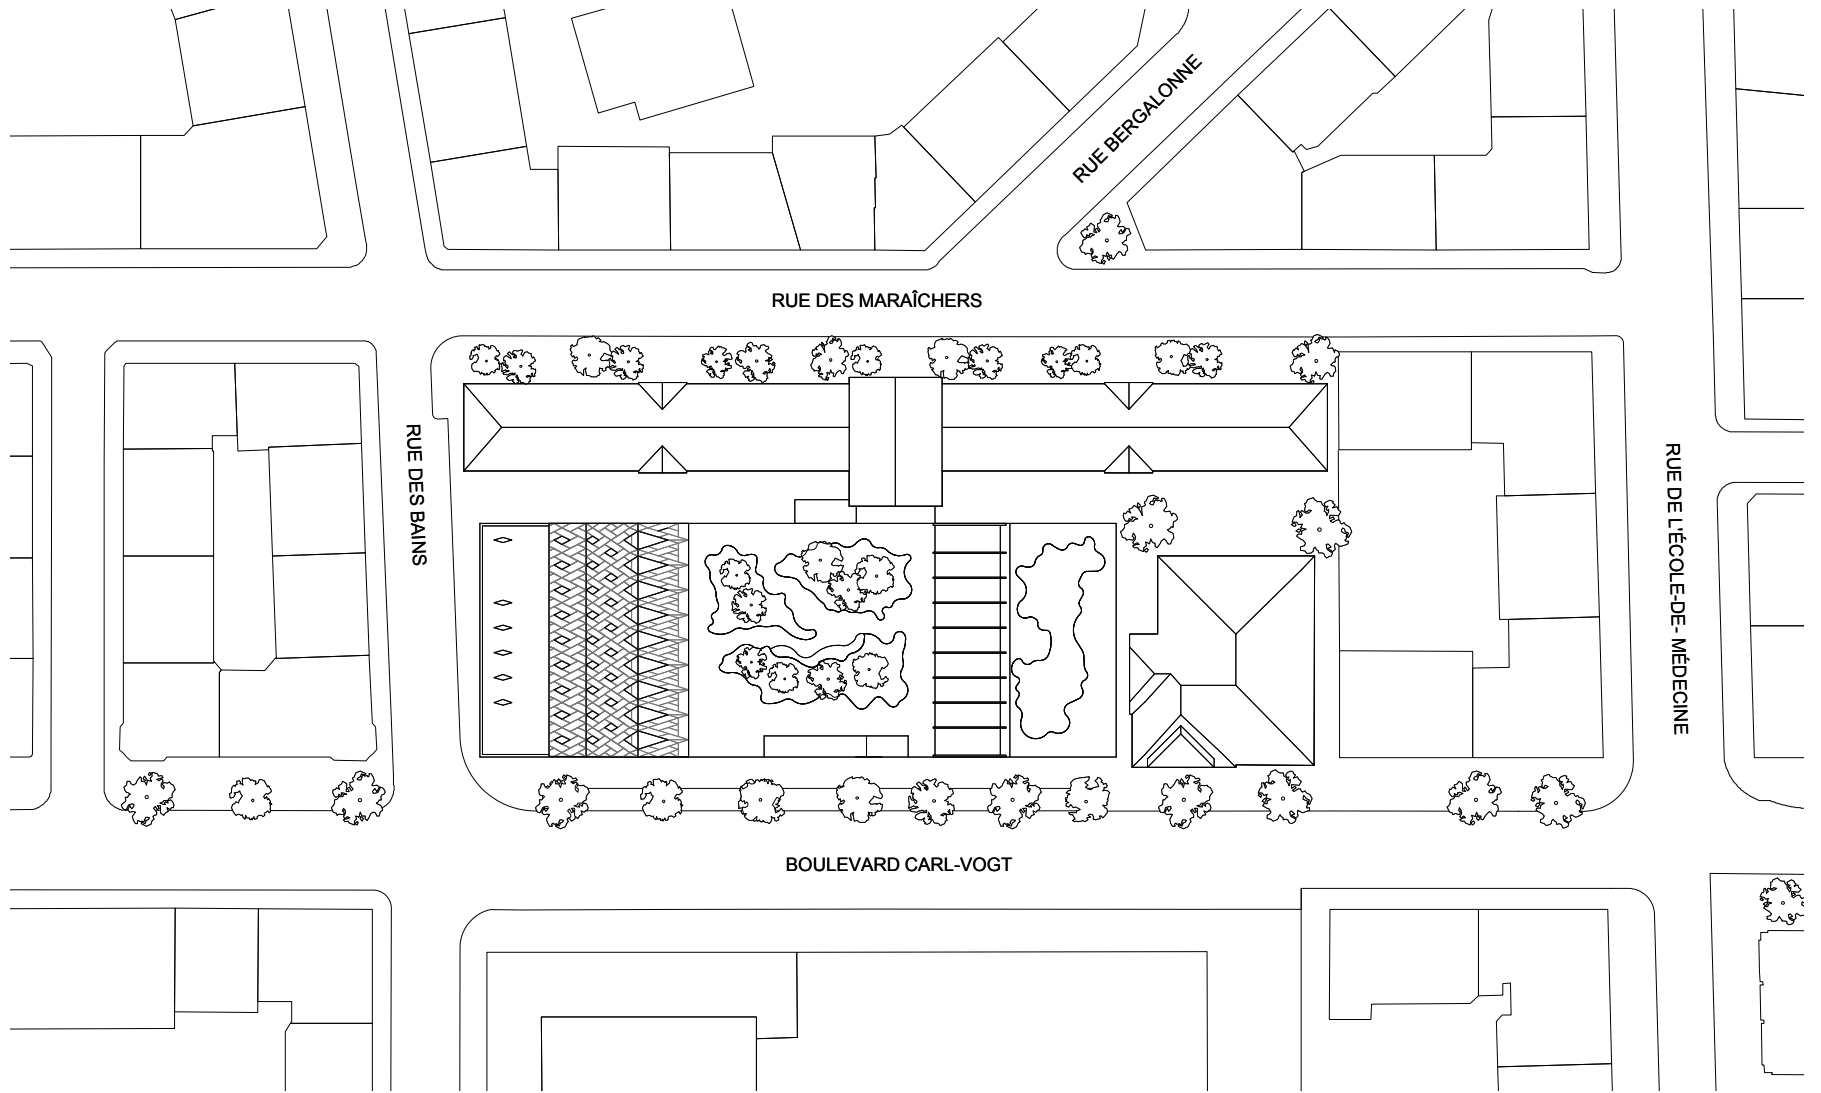 RUE BERGALONNE
RUE DES MARAÎCHERS
RUE DES BAINS
RUE DE L'ÉCOLE-DE- MÉDECINE
BOULEVARD CARL-VOGT